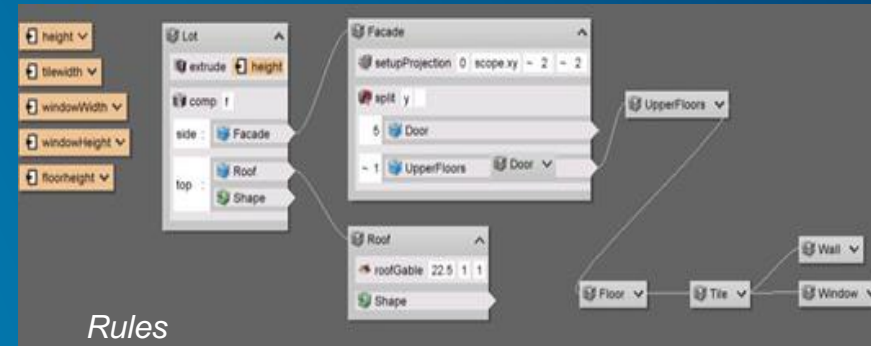 height
tilewidth
windowWidth
windowHeight
floorheight
Lot
extrude height
comp f
side : Facade
top : Roof
Shape
Facade
setupProjection 0 scope.xy ~ 2 ~ 2
split y
5 Door
~ 1 UpperFloors
Door
UpperFloors
Roof
roofGable 22.5 1 1
Shape
Floor
Tile
Wall
Window
Rules